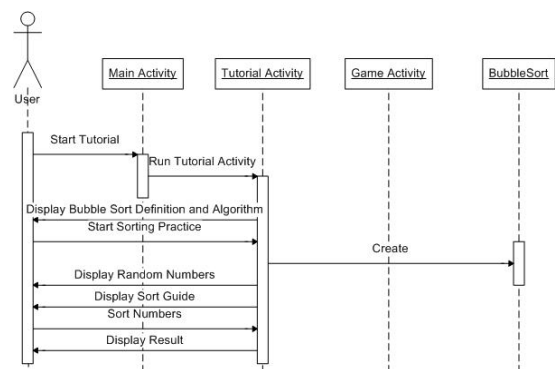 Main Activity
Tutorial Activity
Game Activity
BubbleSort
User
Start Tutorial
Run Tutorial Activity
Display Bubble Sort Definition and Algorithm
Start Sorting Practice
Create
Display Random Numbers
Display Sort Guide
Sort Numbers
Display Result